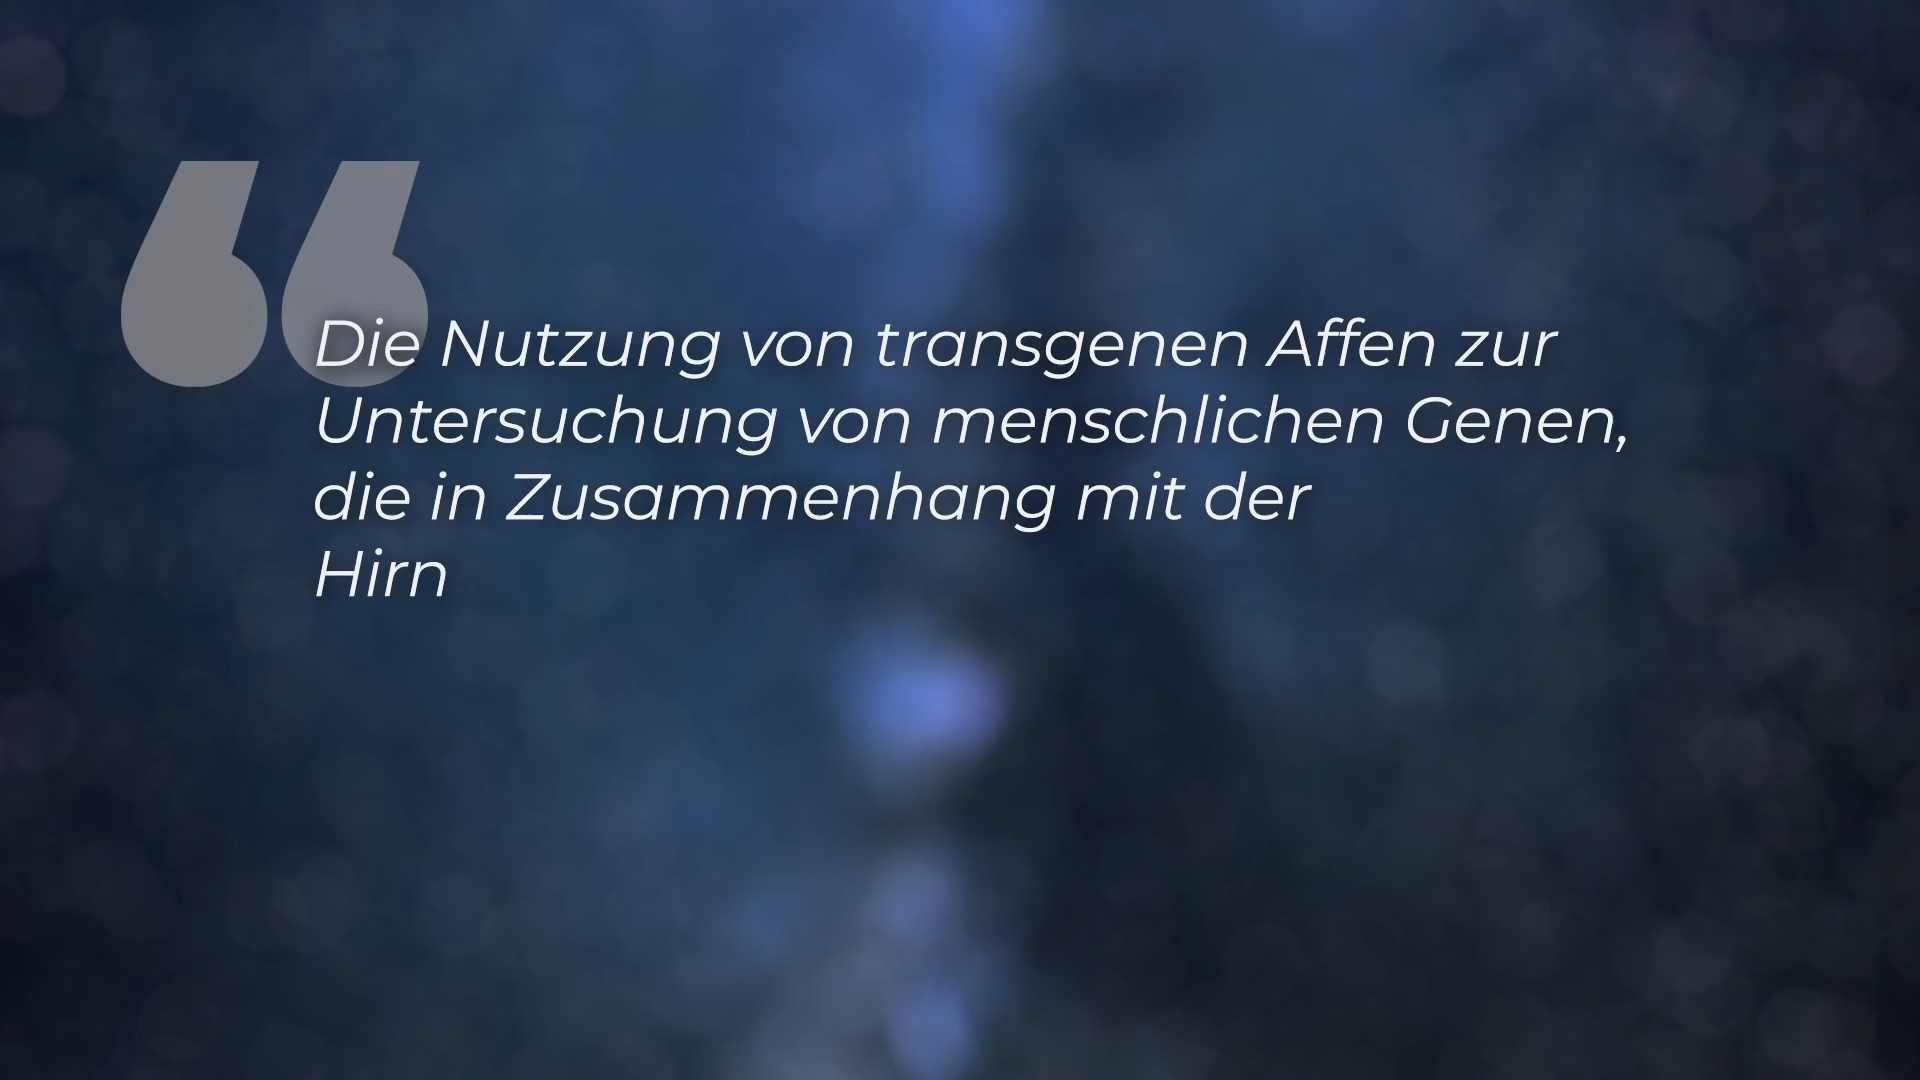 Die Nutzung von transgenen Affen zur
Untersuchung von menschlichen Genen,
die in Zusammenhang mit der
Hirn